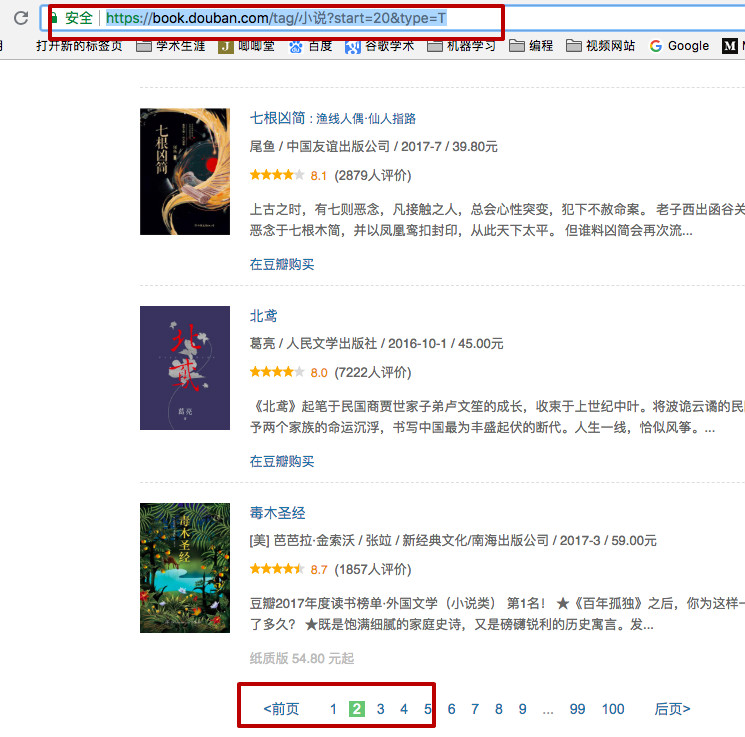 安全 https://book.douban.com/tag/小说?start=20&type=T
打开新的标签页 学术生涯 J 唧唧堂 百度 谷歌学术 机器学习 编程 视频网站 G Google M
七根凶简 : 渔线人偶·仙人指路
尾鱼 / 中国友谊出版公司 / 2017-7 / 39.80元
8.1 (2879人评价)
上古之时，有七则恶念，凡接触之人，总会心性突变，犯下不赦命案。 老子西出函谷关
恶念于七根木简，并以凤凰鸾扣封印，从此天下太平。 但谁料凶简会再次流...
在豆瓣购买
七根凶简
北鸢
葛亮 / 人民文学出版社 / 2016-10-1 / 45.00元
8.0 (7222人评价)
《北鸢》起笔于民国商贾世家子弟卢文笙的成长，收束于上世纪中叶。将波诡云谲的民
予两个家族的命运沉浮，书写中国最为丰盛起伏的断代。人生一线，恰似风筝。...
在豆瓣购买
北鸢
葛亮
毒木圣经
[美] 芭芭拉·金索沃 / 张竝 / 新经典文化/南海出版公司 / 2017-3 / 59.00元
8.7 (1857人评价)
豆瓣2017年度读书榜单·外国文学（小说类） 第1名！ ★《百年孤独》之后，你为这样一
了多久？ ★既是饱满细腻的家庭史诗，又是磅礴锐利的历史寓言。发...
纸质版 54.80 元起
毒木圣经
<前页 1 2 3 4 5 6 7 8 9 ... 99 100 后页>